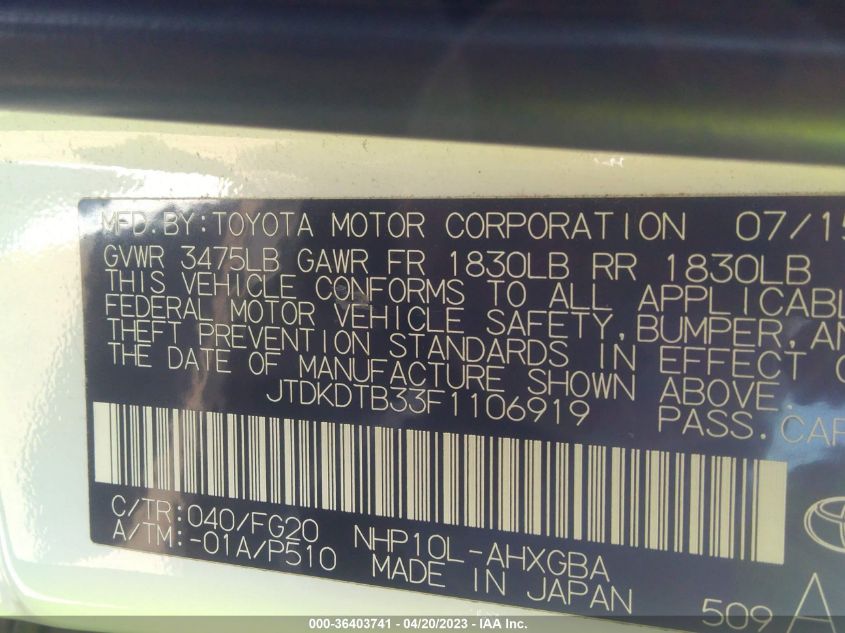 MFD. BY: TOYOTA MOTOR CORPORATION 07/15
GVWR 3475LB GAWR FR 1830LB RR 1830LB
THIS VEHICLE CONFORMS TO ALL APPLICABL
FEDERAL MOTOR VEHICLE SAFETY, BUMPER, AN
THEFT PREVENTION STANDARDS IN EFFECT O
THE DATE OF MANUFACTURE SHOWN ABOVE.
JTDKDTB33F1106919 PASS. CAR
C/TR: 040/FG20 NHP10L-AHXGBA
A/TM: -01A/P510 MADE IN JAPAN
509 A
000-36403741 - 04/20/2023 - IAA Inc.